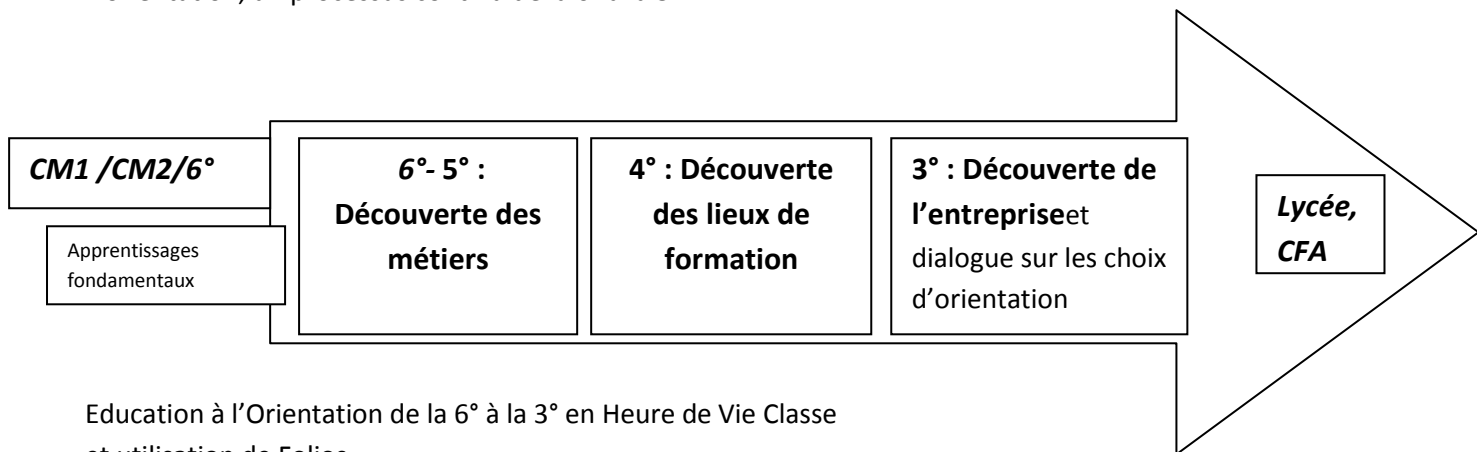 CM1 /CM2/6°
Apprentissages
fondamentaux
6°- 5° :
Découverte des
métiers
4° : Découverte
des lieux de
formation
3° : Découverte de
l'entrepriseet
dialogue sur les choix
d'orientation
Lycée,
CFA
Education à l'Orientation de la 6° à la 3° en Heure de Vie Classe